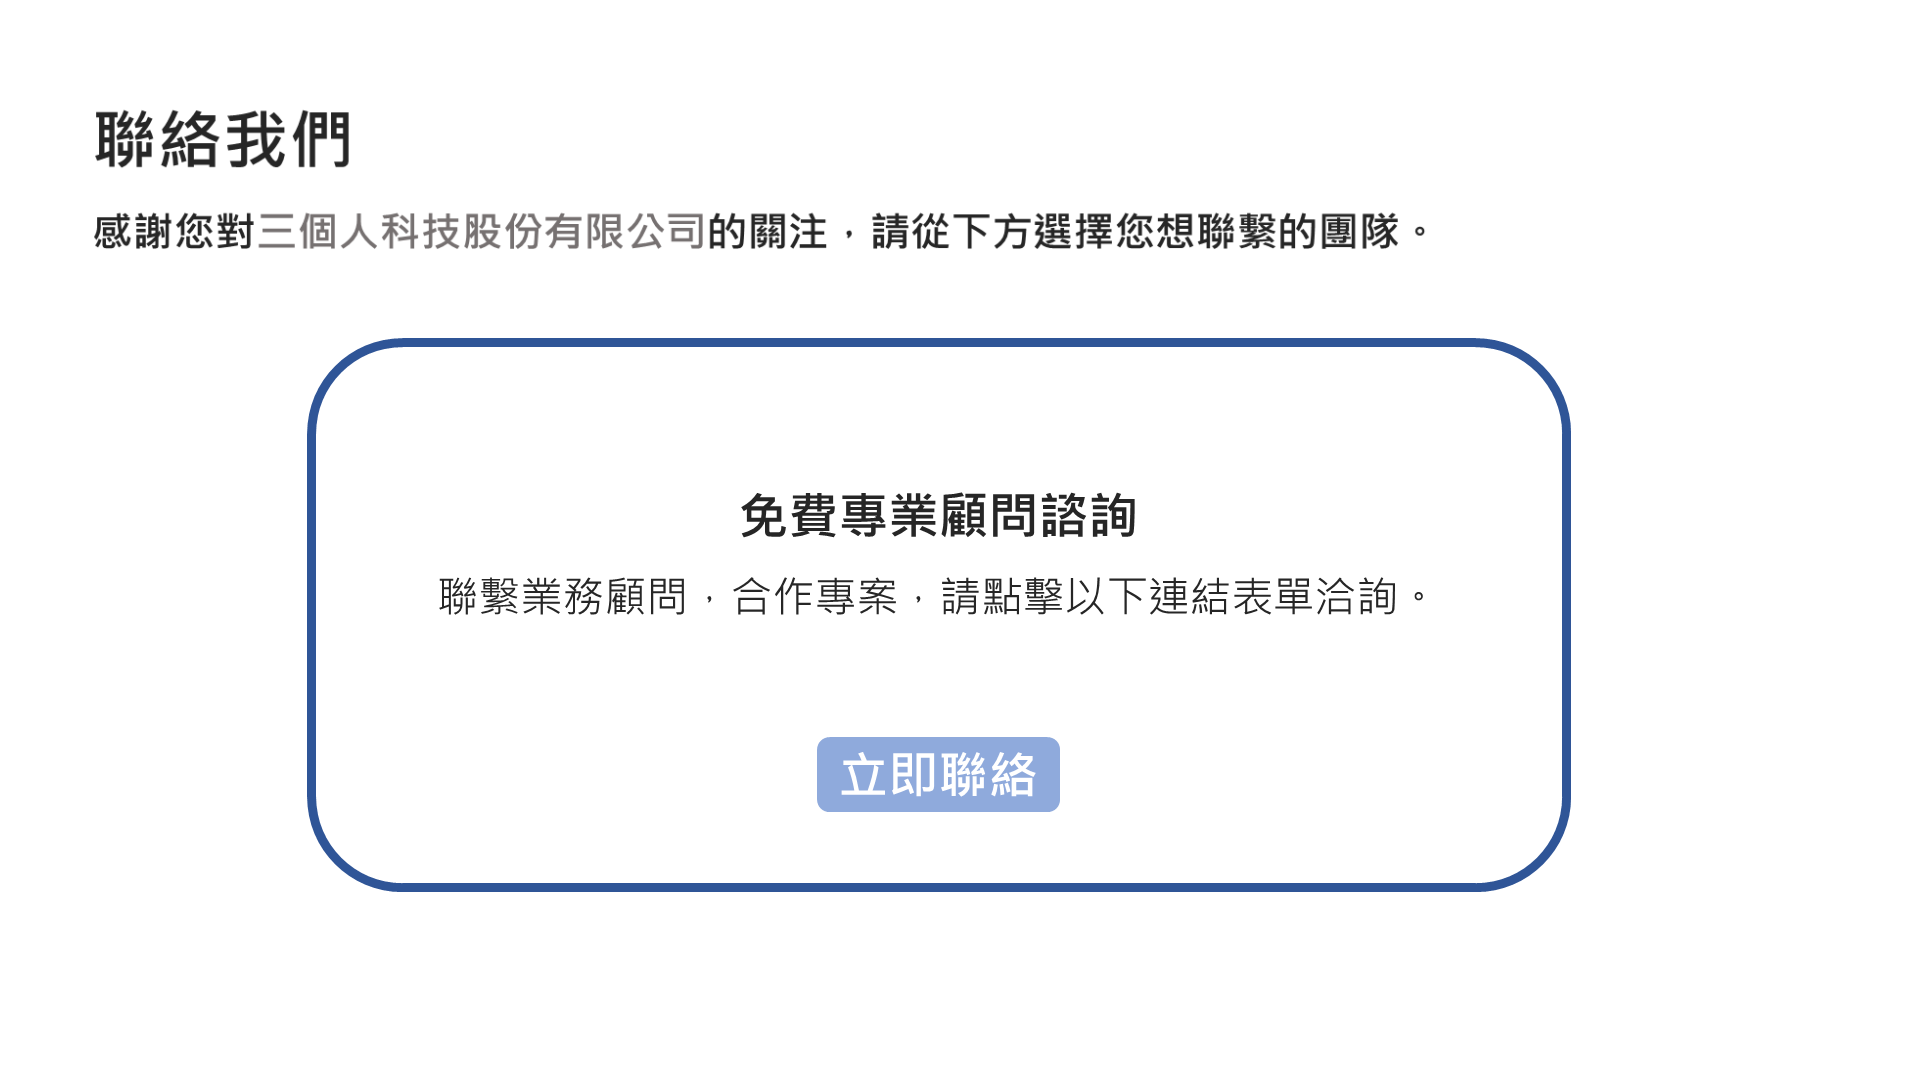 聯絡我們
感謝您對三個人科技股份有限公司的關注，請從下方選擇您想聯繫的團隊。
免費專業顧問諮詢
聯繫業務顧問，合作專案，請點擊以下連結表單洽詢。
立即聯絡